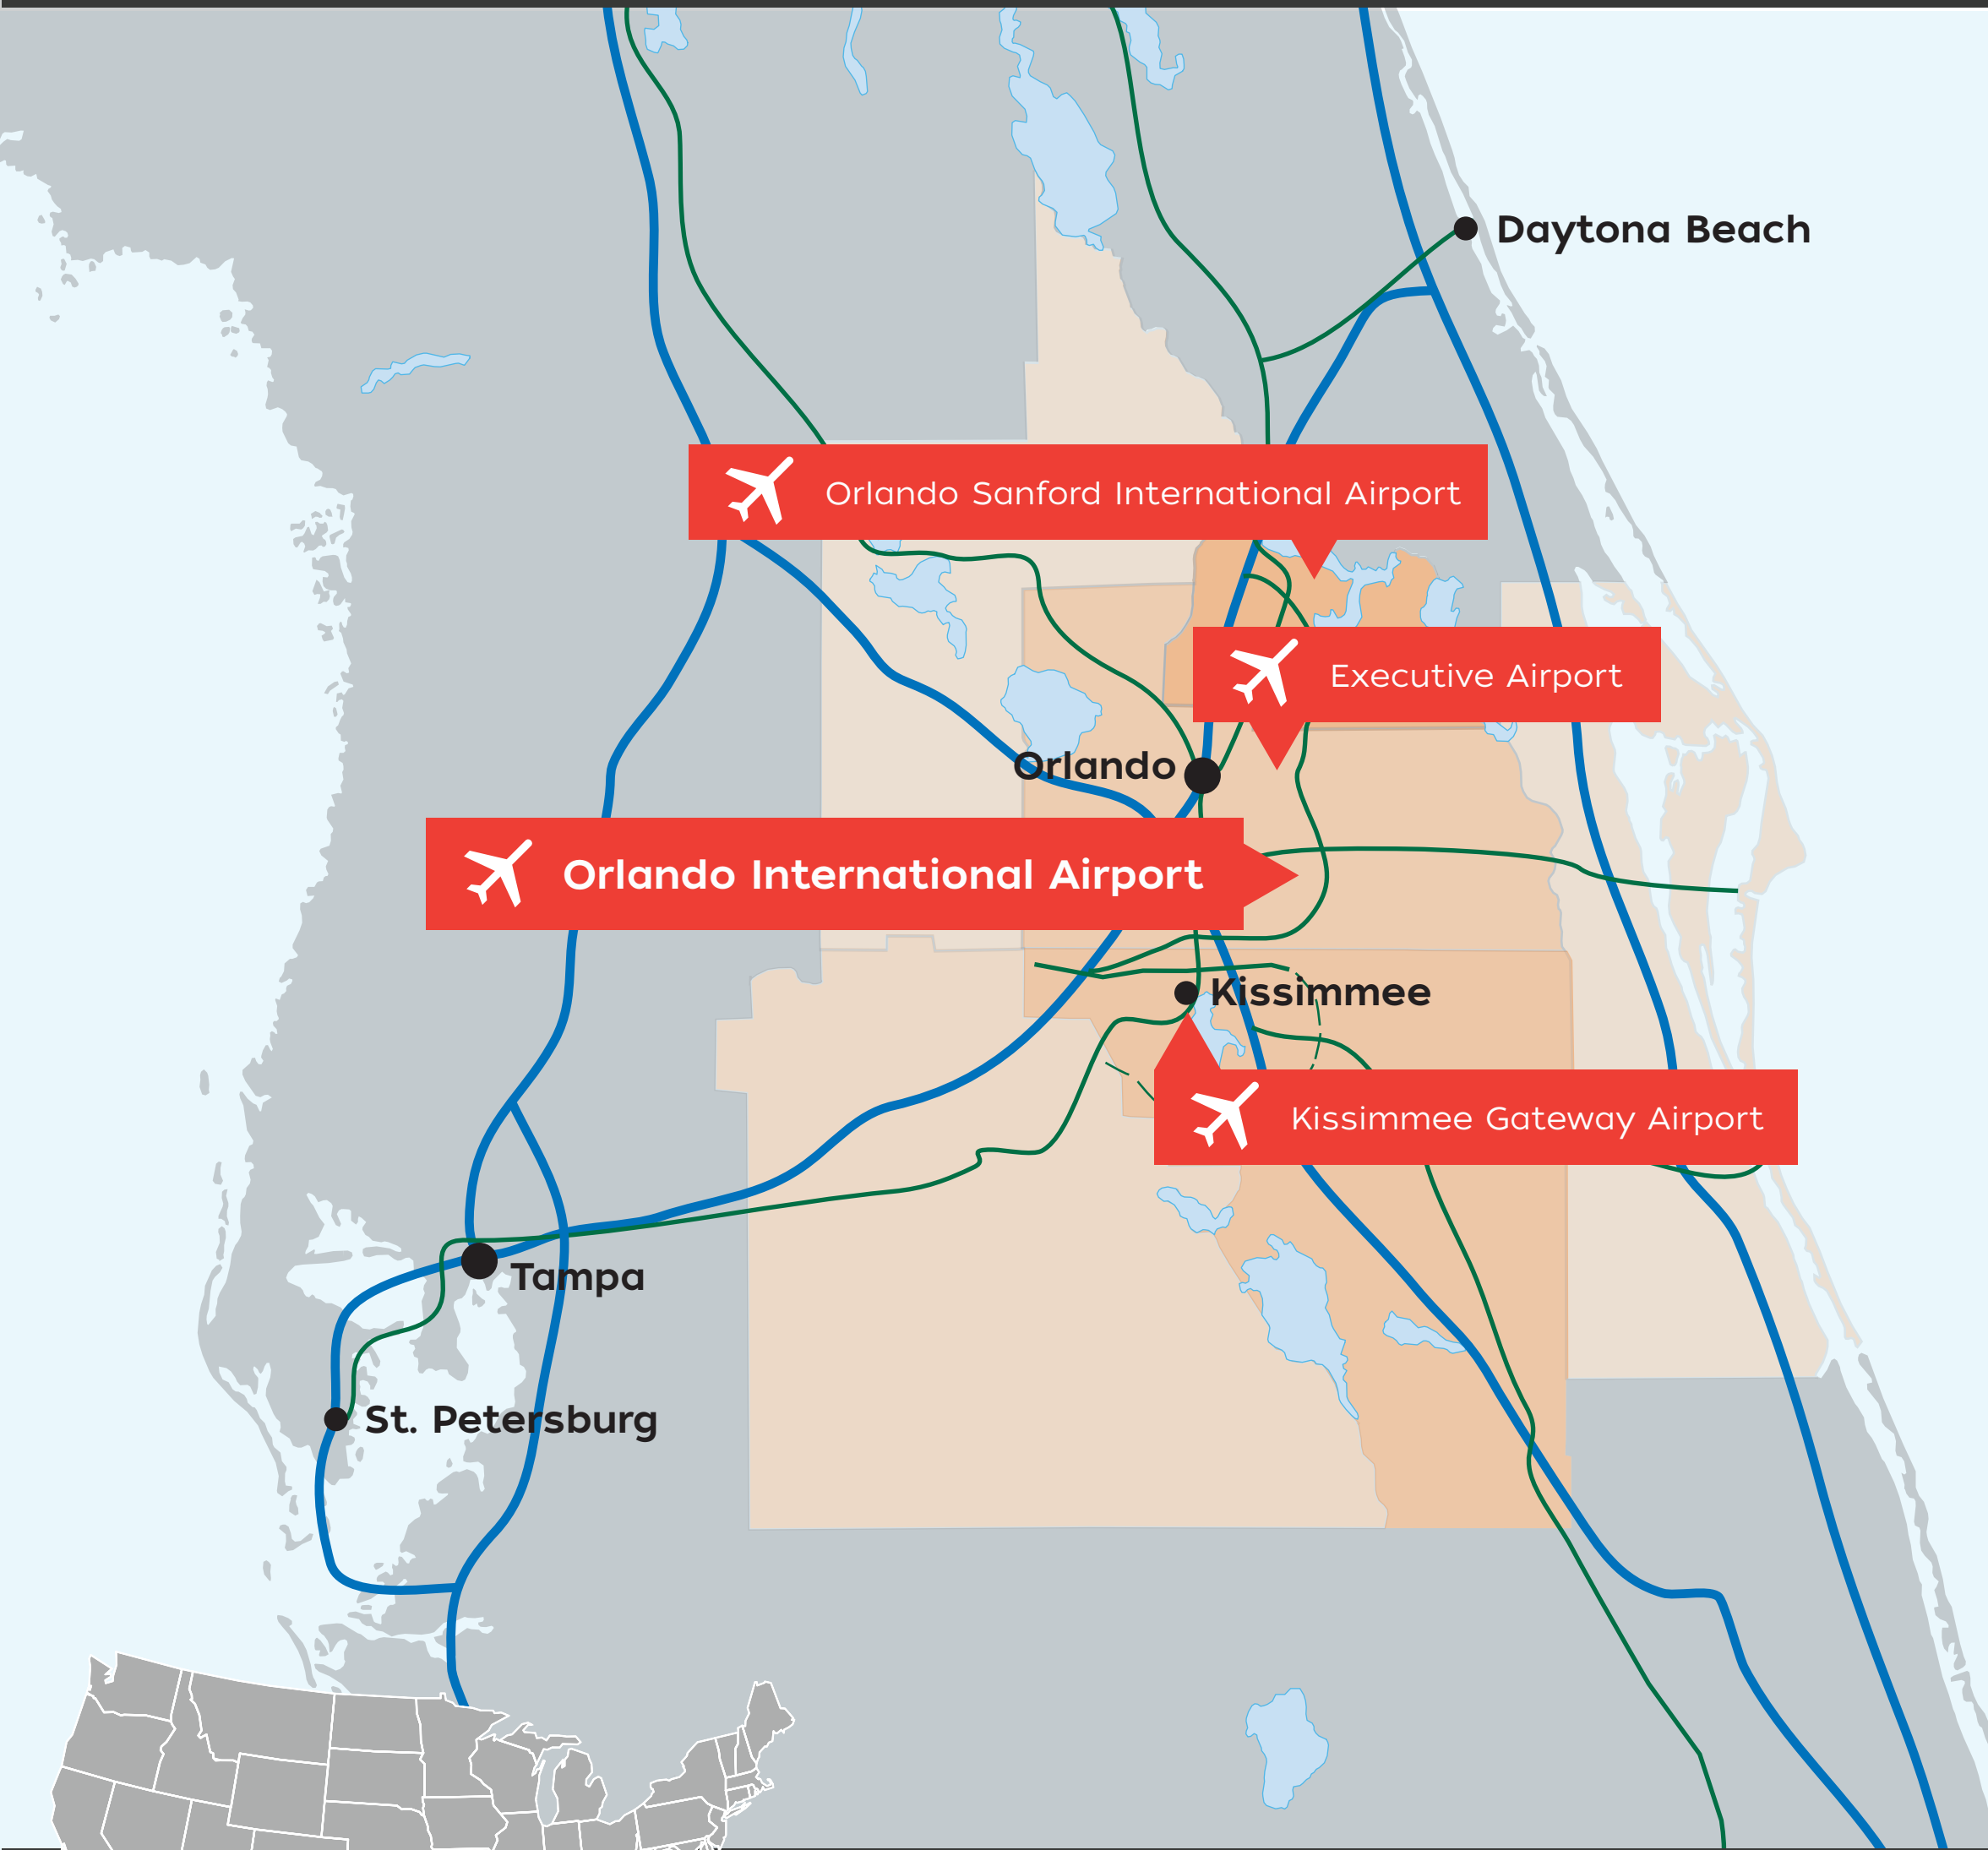 Daytona Beach
Orlando Sanford International Airport
Executive Airport
Orlando
Orlando International Airport
Kissimmee
Kissimmee Gateway Airport
Tampa
St. Petersburg